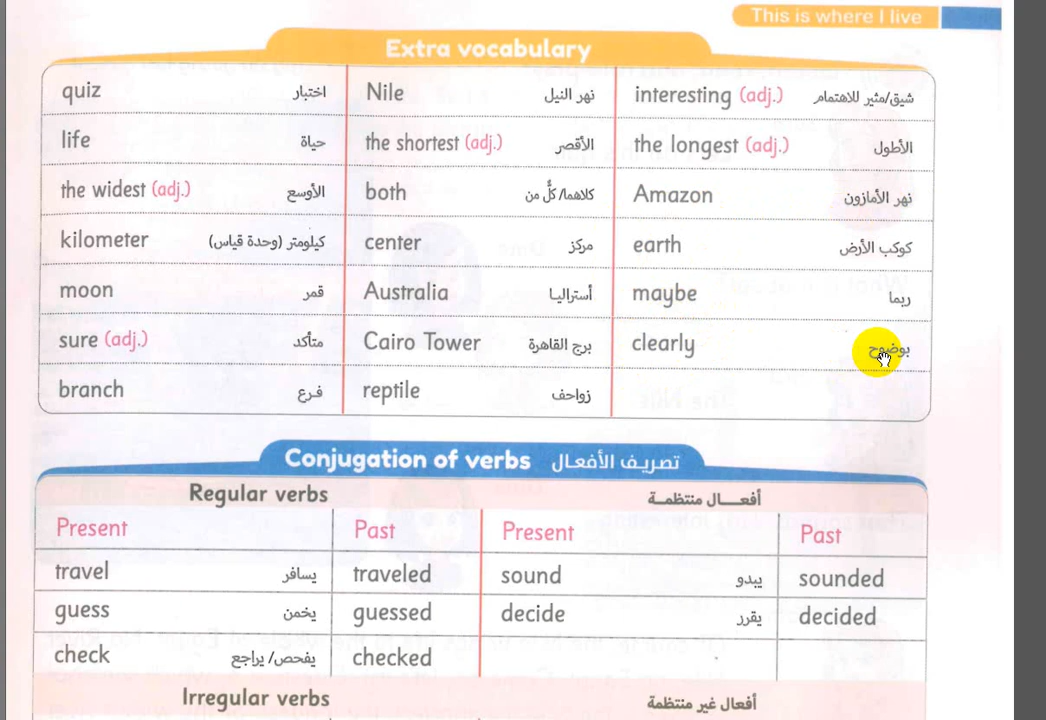 This is where I live
Extra vocabulary
quiz اختبار Nile نهر النيل interesting (adj.) شيق/مثير للاهتمام
life حياة the shortest (adj.) الأقصر the longest (adj.) الأطول
the widest (adj.) الأوسع both كلاهما/كلٌّ من Amazon نهر الأمازون
kilometer كيلومتر (وحدة قياس) center مركز earth كوكب الأرض
moon قمر Australia أستراليا maybe ربما
sure (adj.) متأكد Cairo Tower برج القاهرة clearly بوضوح
branch فرع reptile زواحف
Conjugation of verbs تصريف الأفعال
Regular verbs أفعال منتظمة
Present Past Present Past
travel يسافر traveled sound يبدو sounded
guess يخمن guessed decide يقرر decided
check يفحص/يراجع checked
Irregular verbs أفعال غير منتظمة